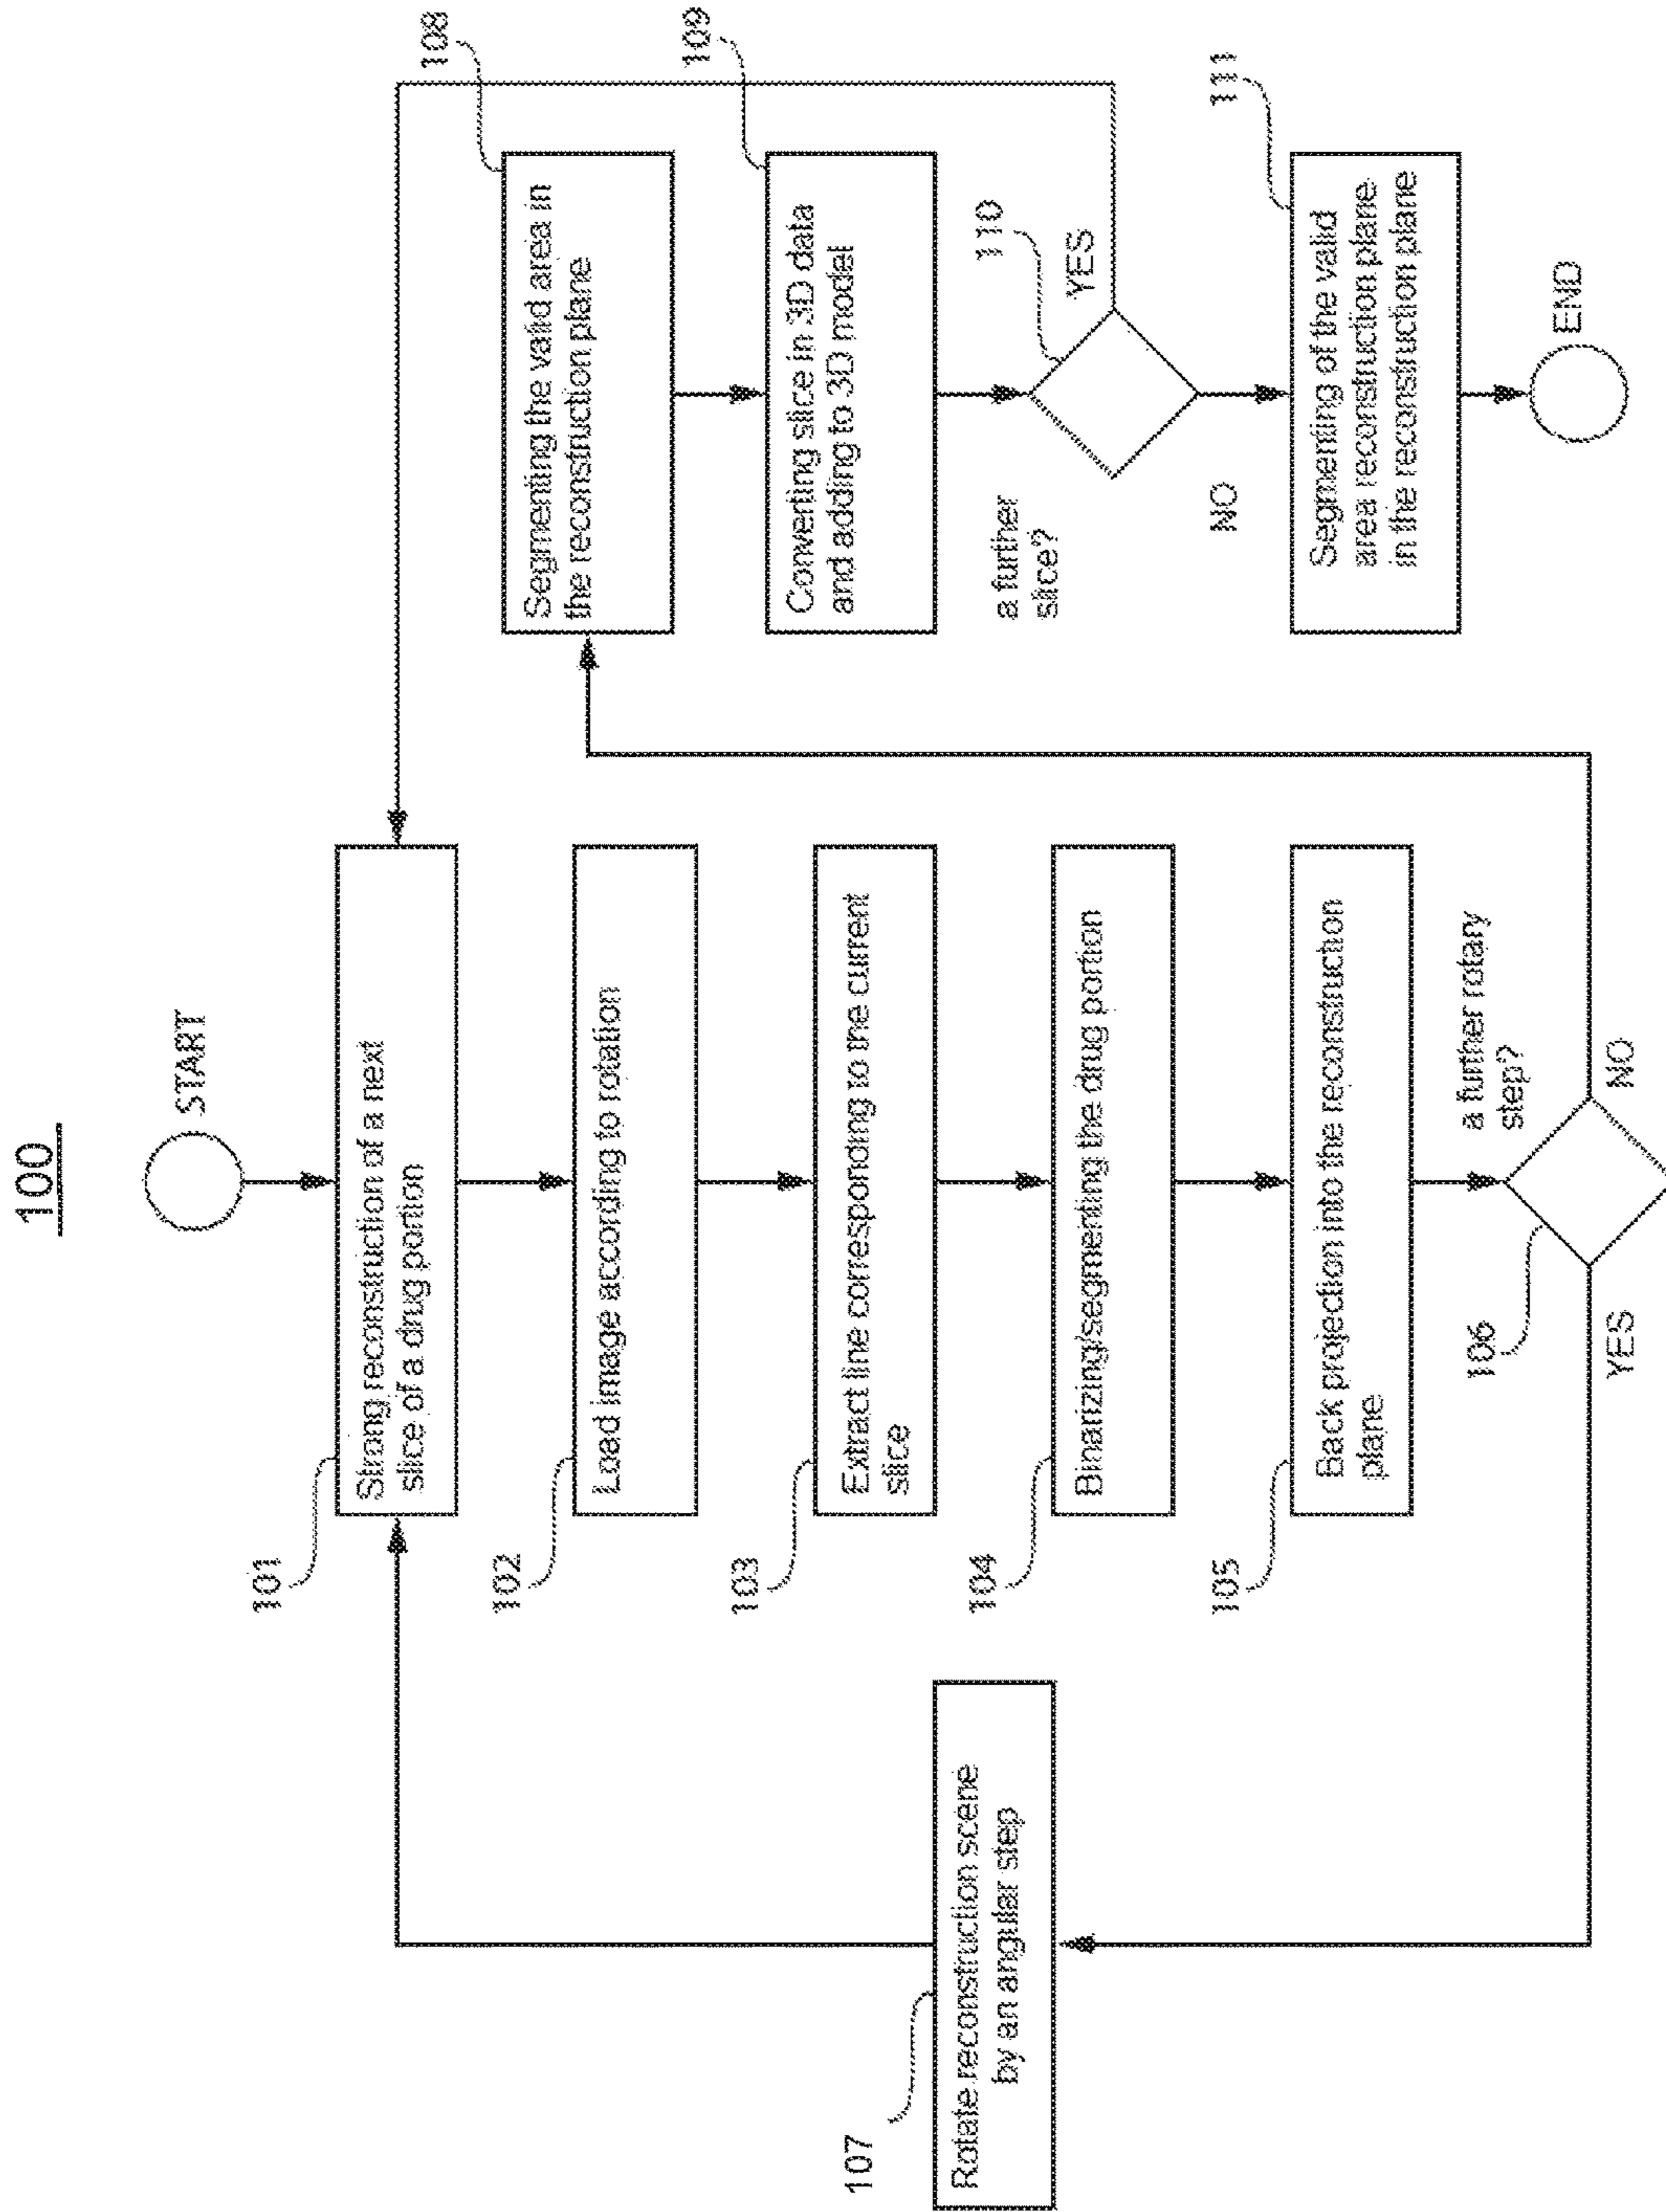 100
START
101
Strong reconstruction of a next
slice of a drug portion
102
Load image according to rotation
103
Extract line corresponding to the current
slice
104
Binarizing/segmenting the drug portion
105
Back projection into the reconstruction
plane
a further rotary
step?
106
YES
NO
107
Rotate reconstruction scene
by an angular step
108
Segmenting the valid area in
the reconstruction plane
109
Converting slice in 3D data
and adding to 3D model
a further
slice?
110
YES
NO
111
Segmenting of the valid
area reconstruction plane
in the reconstruction plane
END